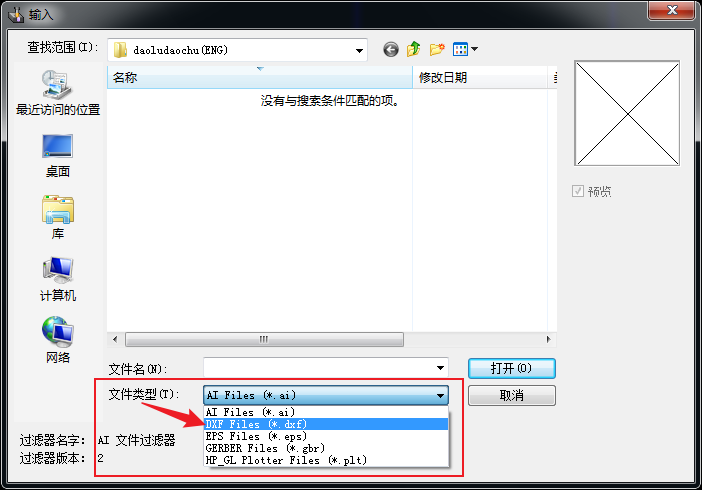 输入
查找范围(I):
daoludaochu(ENG)
名称
修改日期
没有与搜索条件匹配的项。
最近访问的位置
桌面
库
计算机
网络
预览
文件名(N):
打开(O)
文件类型(T):
AI Files (*.ai)
取消
AI Files (*.ai)
DXF Files (*.dxf)
EPS Files (*.eps)
GERBER Files (*.gbr)
HP_GL Plotter Files (*.plt)
过滤器名字: AI 文件过滤器
过滤器版本: 2